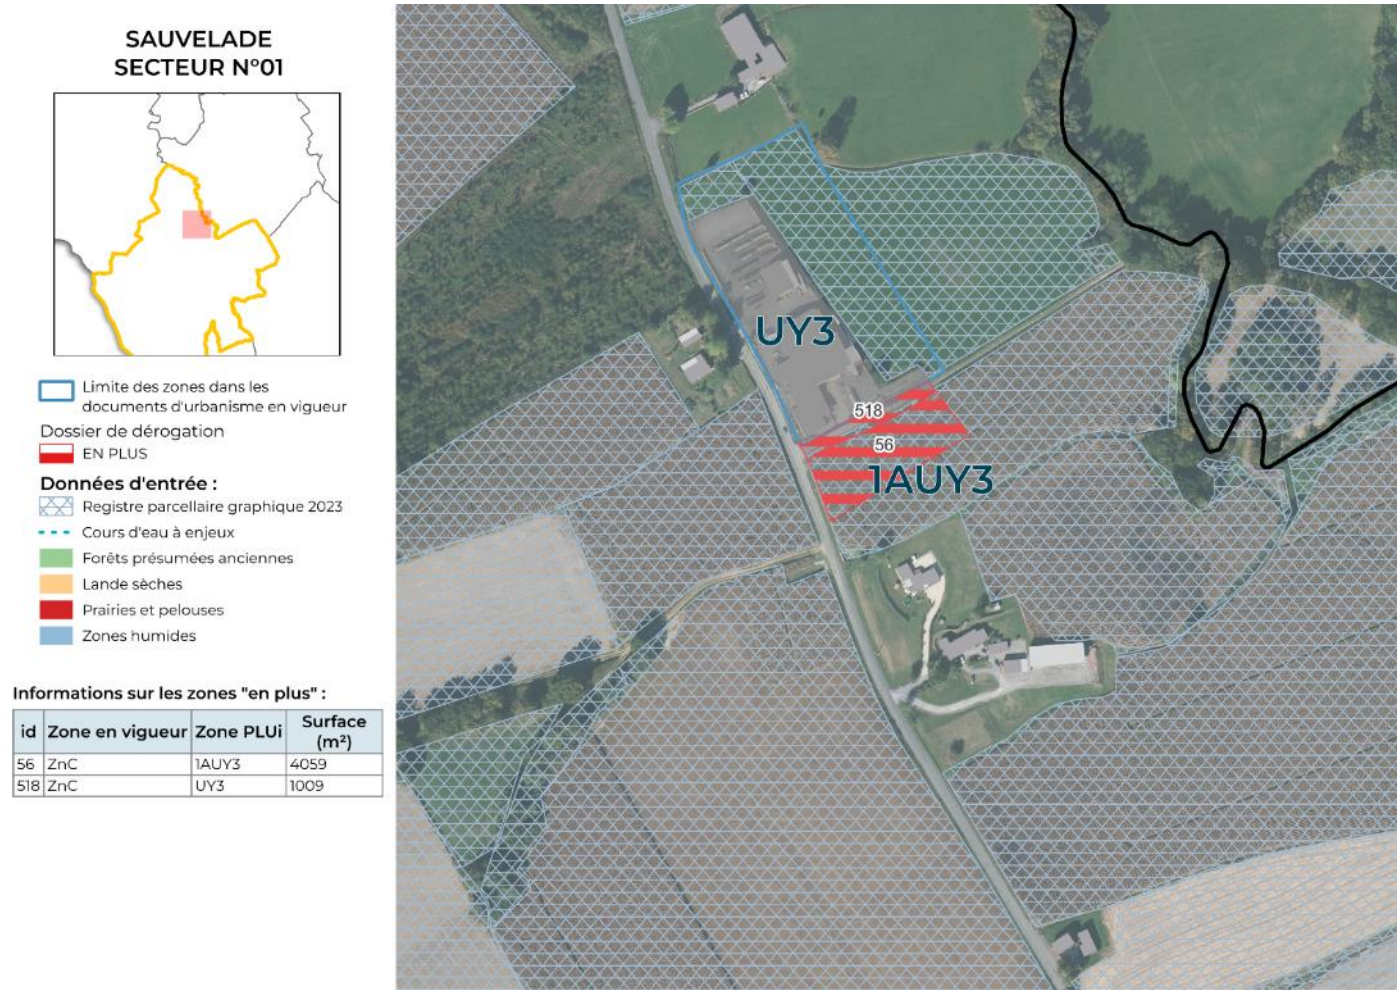 SAUVELADE
SECTEUR N°01
Limite des zones dans les
documents d'urbanisme en vigueur
Dossier de dérogation
EN PLUS
Données d'entrée :
Registre parcellaire graphique 2023
Cours d'eau à enjeux
Forêts présumées anciennes
Lande sèches
Prairies et pelouses
Zones humides
Informations sur les zones "en plus" :
id Zone en vigueur Zone PLUi Surface (m²)
56 ZnC 1AUY3 4059
518 ZnC UY3 1009
UY3
518
56
1AUY3